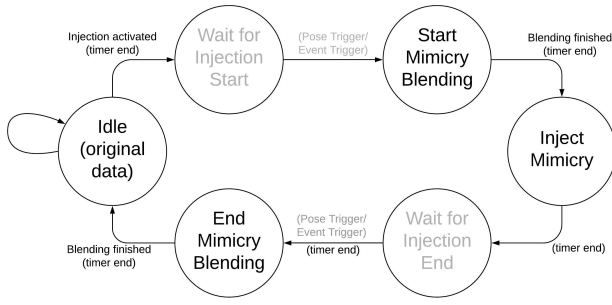 Injection activated
(timer end)
Wait for
Injection
Start
(Pose Trigger/
Event Trigger)
Start
Mimicry
Blending
Blending finished
(timer end)
Idle
(original
data)
Inject
Mimicry
End
Mimicry
Blending
(Pose Trigger/
Event Trigger)
(timer end)
Wait for
Injection
End
(timer end)
Blending finished
(timer end)